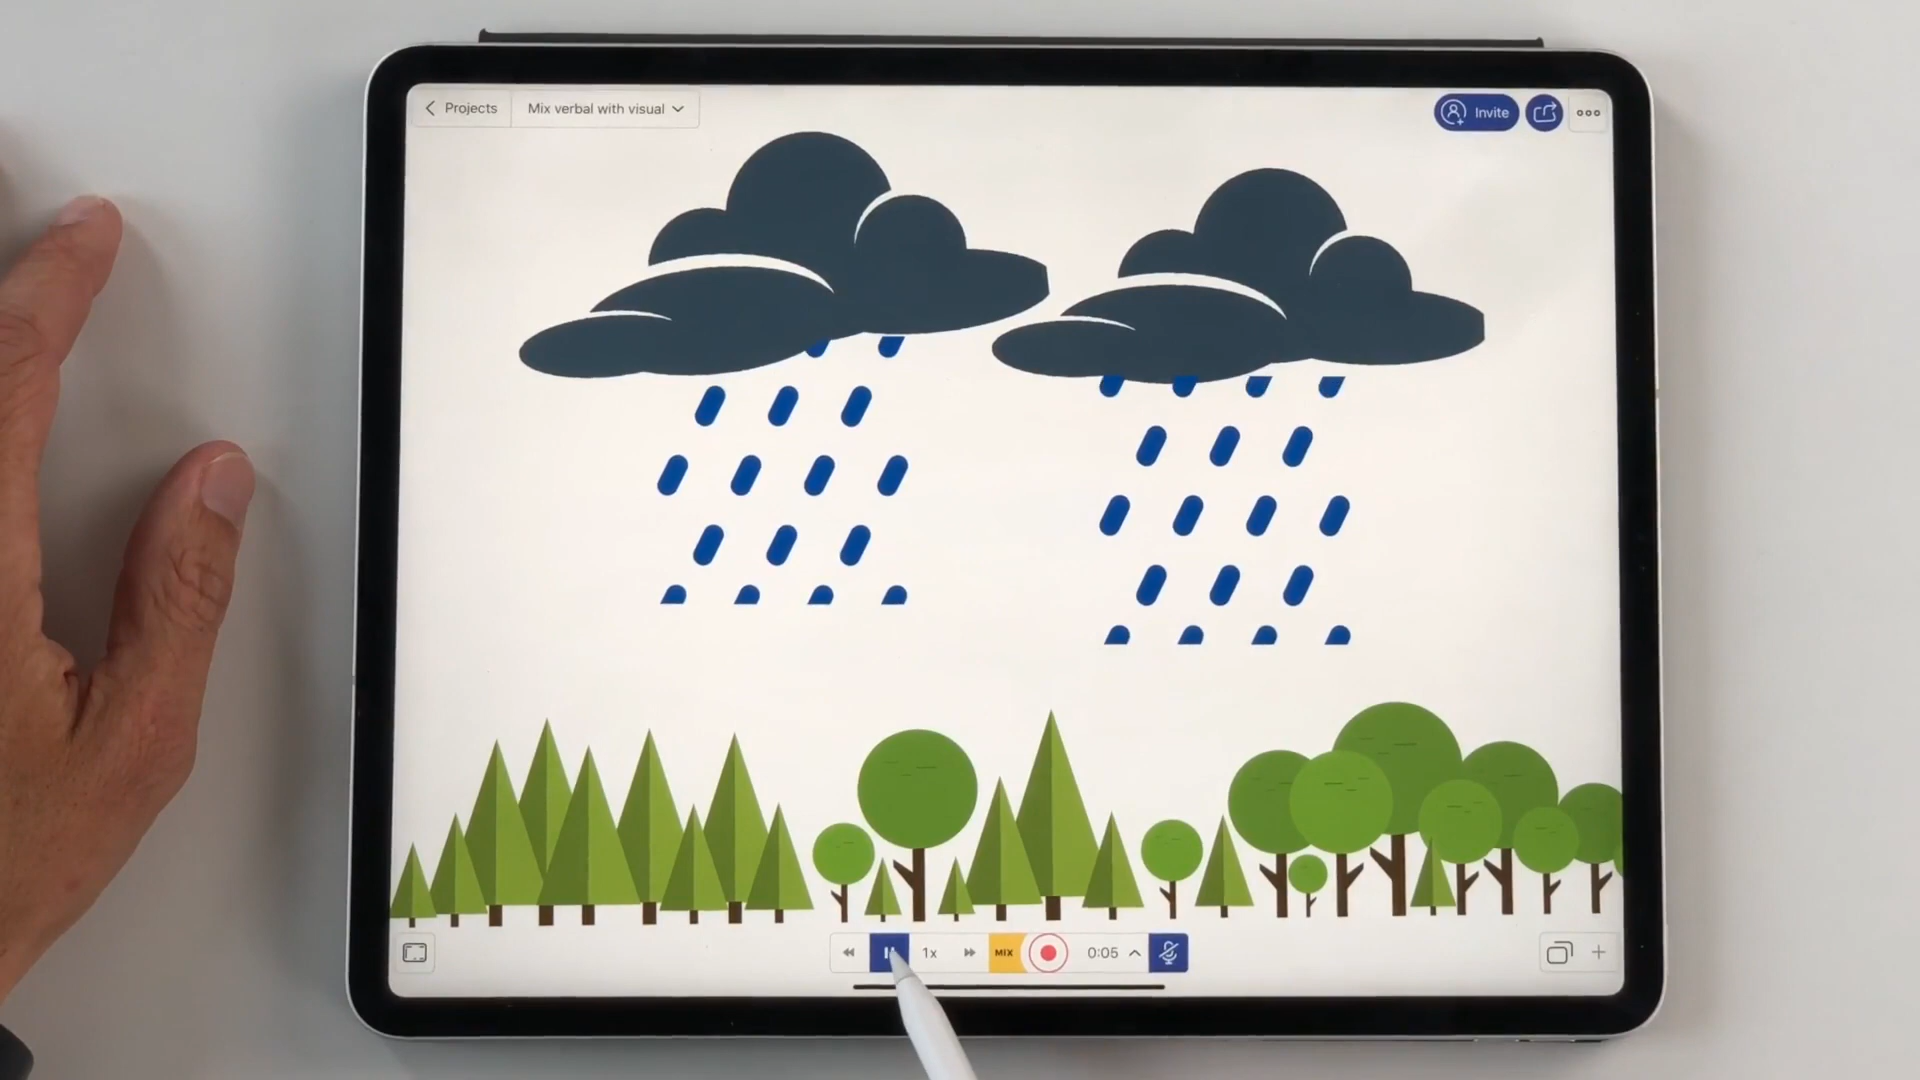 Projects
Mix verbal with visual
Invite
1x
MIX
0:05